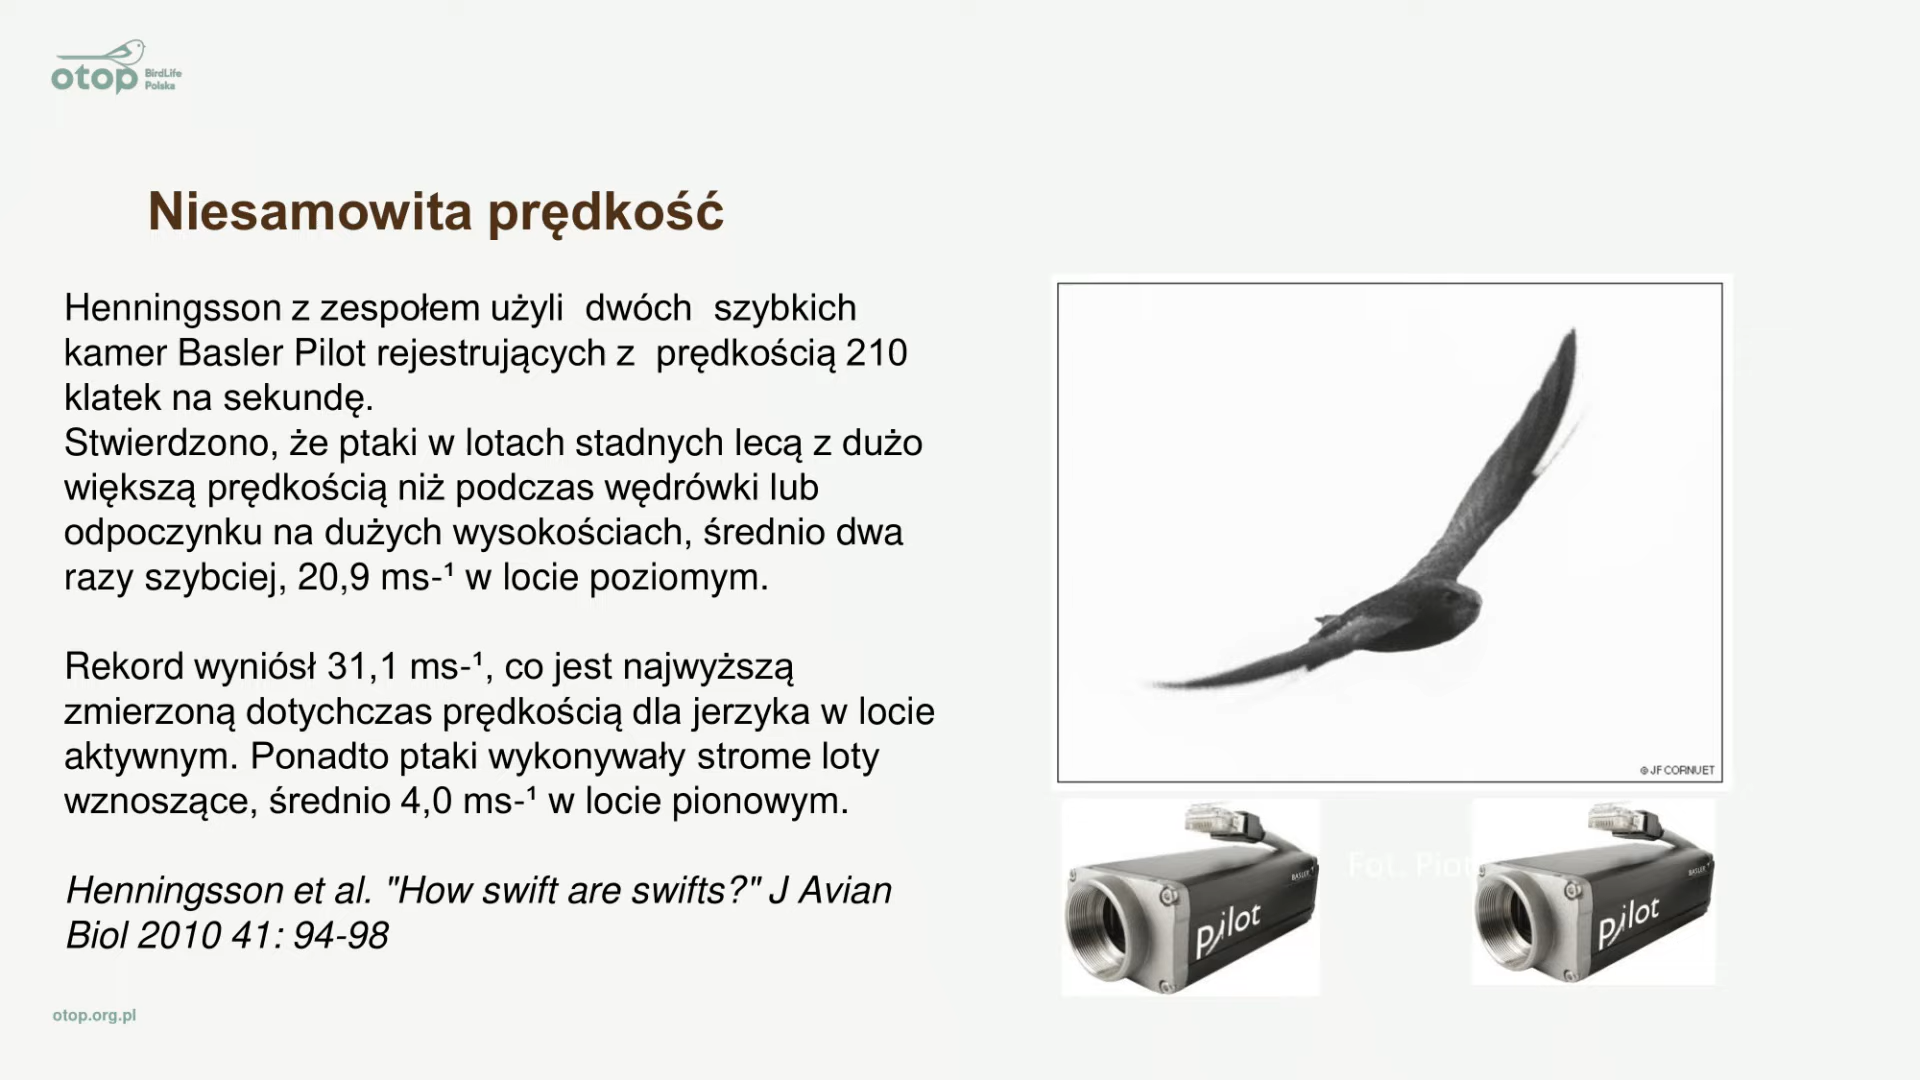 otop BirdLife
Polska
Niesamowita prędkość
Henningsson z zespołem użyli dwóch szybkich
kamer Basler Pilot rejestrujących z prędkością 210
klatek na sekundę.
Stwierdzono, że ptaki w lotach stadnych lecą z dużo
większą prędkością niż podczas wędrówki lub
odpoczynku na dużych wysokościach, średnio dwa
razy szybciej, 20,9 ms-¹ w locie poziomym.
Rekord wyniósł 31,1 ms-¹, co jest najwyższą
zmierzoną dotychczas prędkością dla jerzyka w locie
aktywnym. Ponadto ptaki wykonywały strome loty
wznoszące, średnio 4,0 ms-¹ w locie pionowym.
Henningsson et al. "How swift are swifts?" J Avian
Biol 2010 41: 94-98
otop.org.pl
© JF CORNUET
Fot.
BASLER
pilot
BASLER
pilot